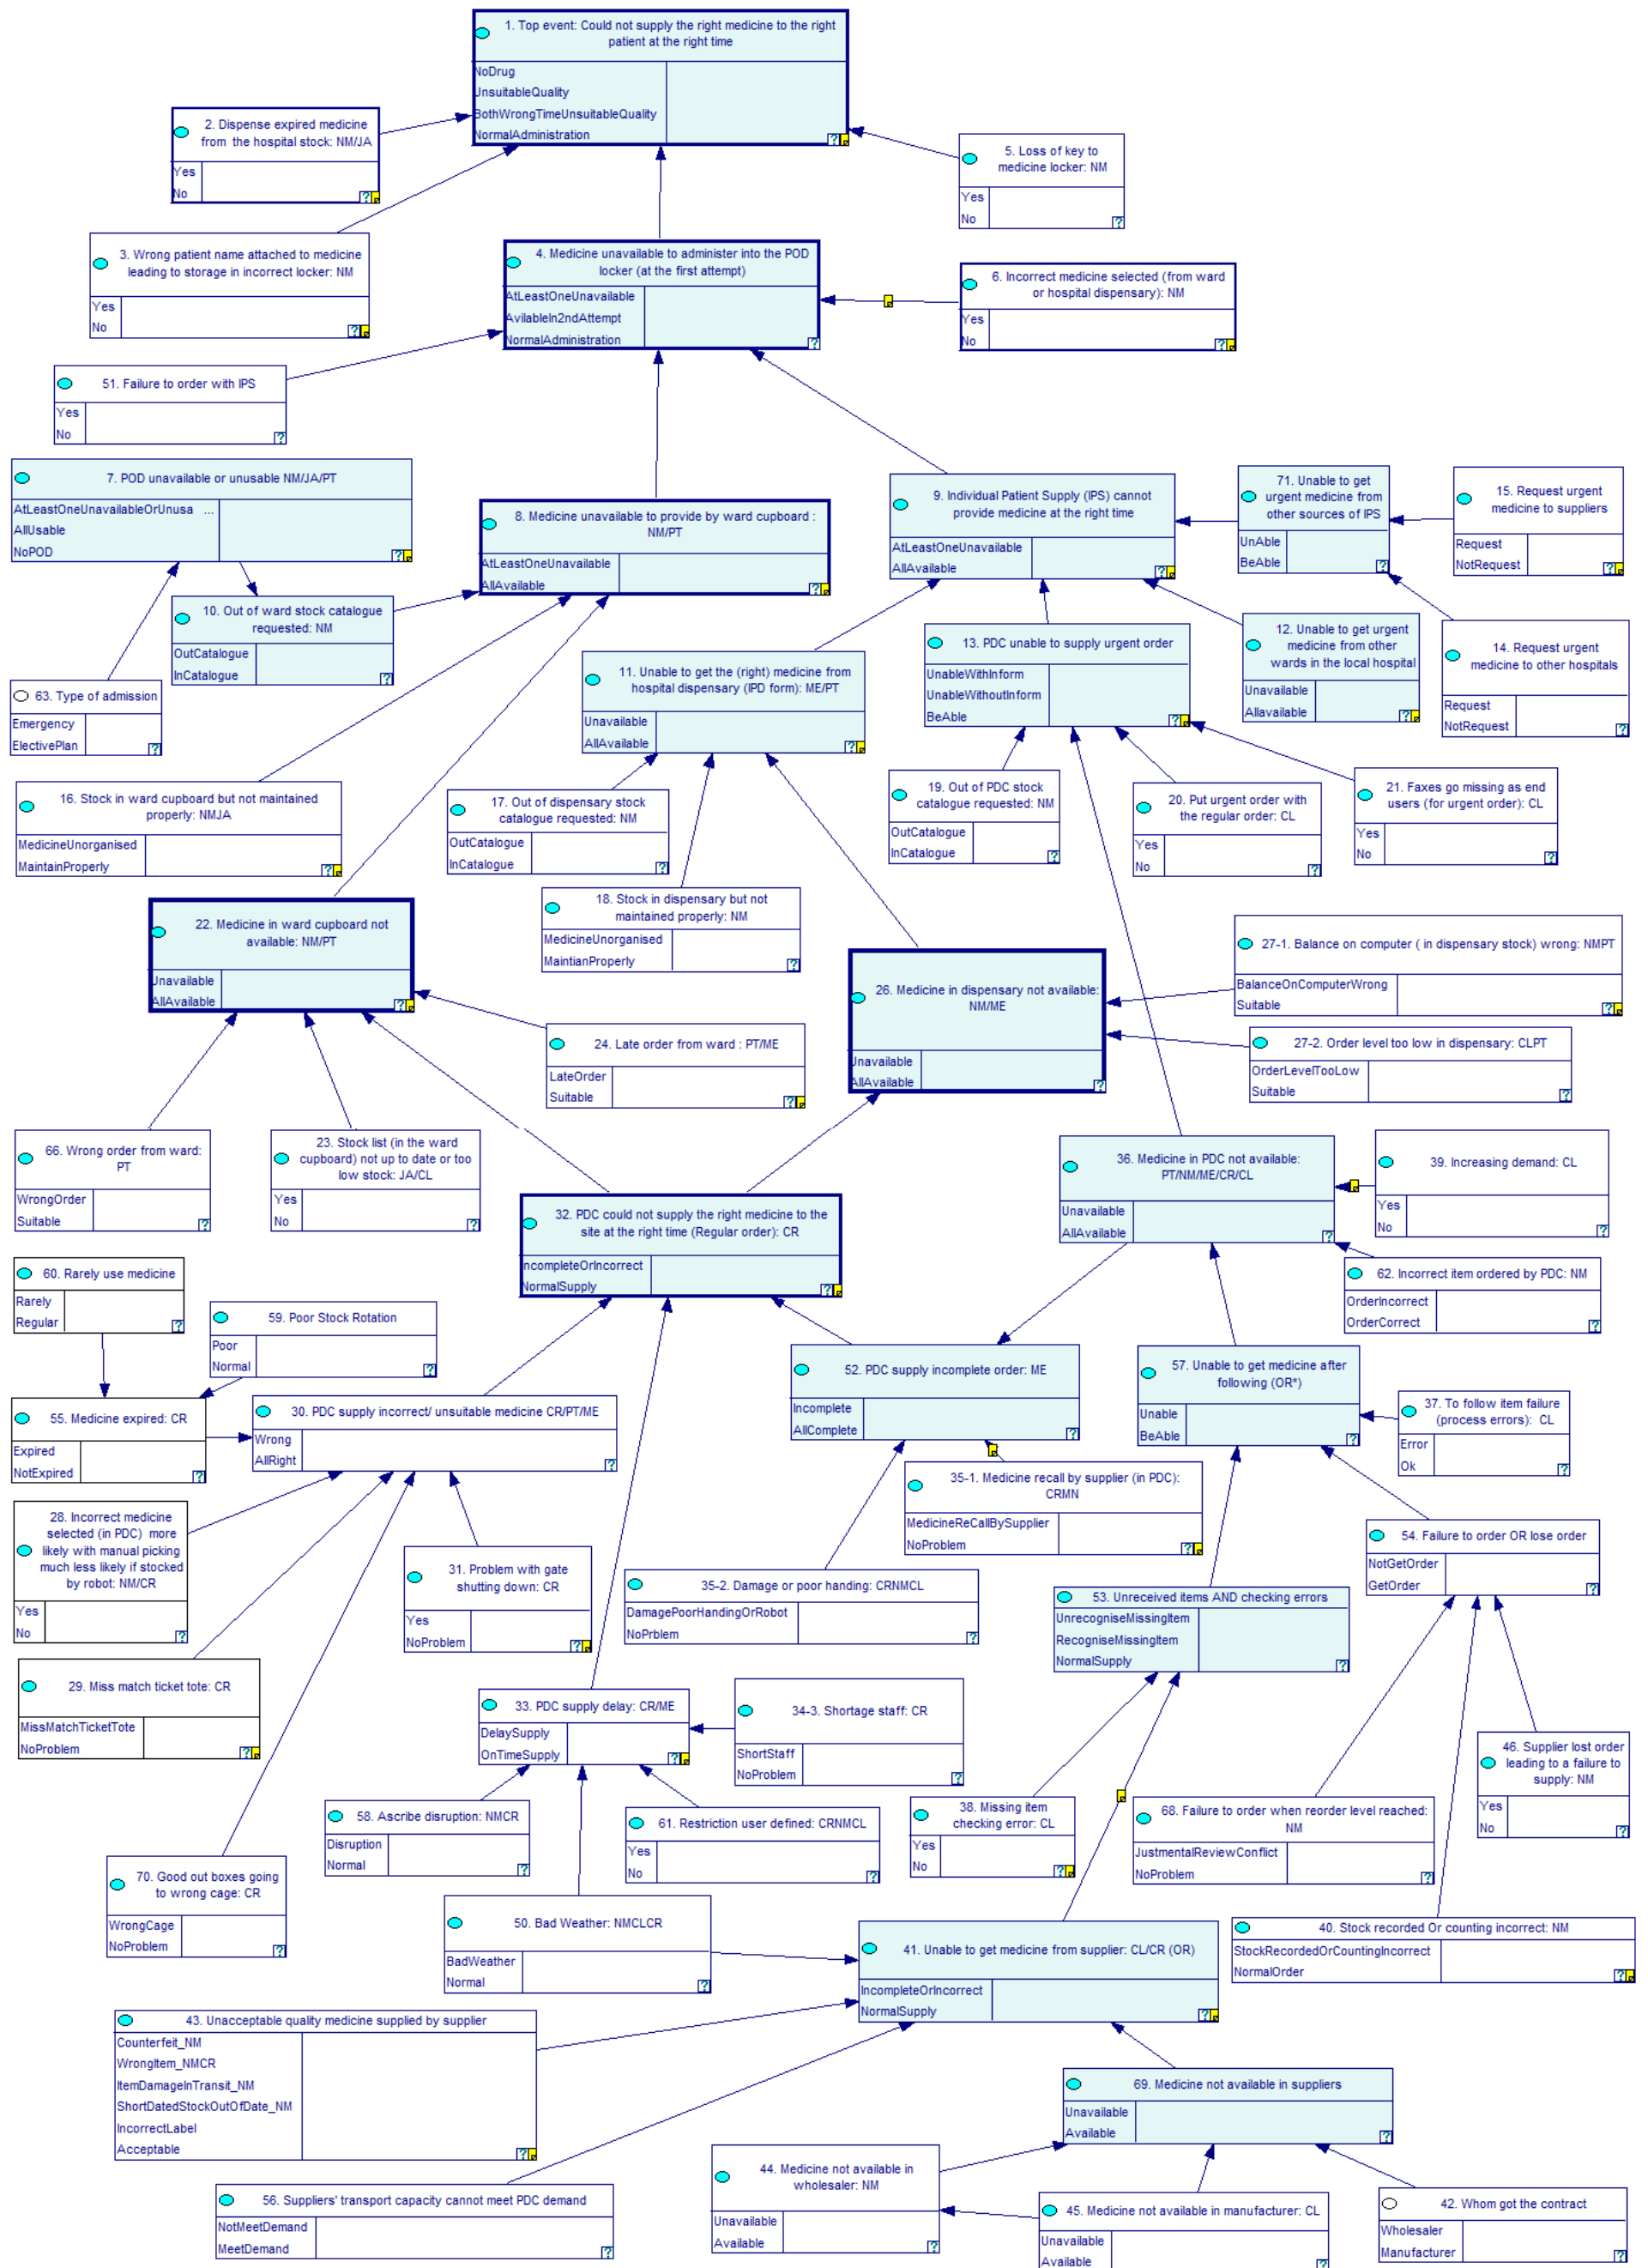 1. Top event: Could not supply the right medicine to the right
patient at the right time
NoDrug
UnsuitableQuality
BothWrongTimeUnsuitableQuality
NormalAdministration
?
2. Dispense expired medicine
from the hospital stock: NM/JA
Yes
No
?
5. Loss of key to
medicine locker: NM
Yes
No
?
3. Wrong patient name attached to medicine
leading to storage in incorrect locker: NM
Yes
No
?
4. Medicine unavailable to administer into the POD
locker (at the first attempt)
AtLeastOneUnavailable
AvilableIn2ndAttempt
NormalAdministration
?
6. Incorrect medicine selected (from ward
or hospital dispensary): NM
Yes
No
?
51. Failure to order with IPS
Yes
No
?
7. POD unavailable or unusable NM/JA/PT
AtLeastOneUnavailableOrUnusa ...
AllUsable
NoPOD
?
8. Medicine unavailable to provide by ward cupboard :
NM/PT
AtLeastOneUnavailable
AllAvailable
?
9. Individual Patient Supply (IPS) cannot
provide medicine at the right time
AtLeastOneUnavailable
AllAvailable
?
71. Unable to get
urgent medicine from
other sources of IPS
UnAble
BeAble
?
15. Request urgent
medicine to suppliers
Request
NotRequest
?
10. Out of ward stock catalogue
requested: NM
OutCatalogue
InCatalogue
?
63. Type of admission
Emergency
ElectivePlan
?
11. Unable to get the (right) medicine from
hospital dispensary (IPD form): ME/PT
Unavailable
AllAvailable
?
13. PDC unable to supply urgent order
UnableWithInform
UnableWithoutInform
BeAble
?
12. Unable to get urgent
medicine from other
wards in the local hospital
Unavailable
Allavailable
?
14. Request urgent
medicine to other hospitals
Request
NotRequest
?
16. Stock in ward cupboard but not maintained
properly: NMJA
MedicineUnorganised
MaintainProperly
?
17. Out of dispensary stock
catalogue requested: NM
OutCatalogue
InCatalogue
?
19. Out of PDC stock
catalogue requested: NM
OutCatalogue
InCatalogue
?
20. Put urgent order with
the regular order: CL
Yes
No
?
21. Faxes go missing as end
users (for urgent order): CL
Yes
No
?
18. Stock in dispensary but not
maintained properly: NM
MedicineUnorganised
MaintianProperly
?
22. Medicine in ward cupboard not
available: NM/PT
Unavailable
AllAvailable
?
26. Medicine in dispensary not available:
NM/ME
Unavailable
AllAvailable
?
27-1. Balance on computer ( in dispensary stock) wrong: NMPT
BalanceOnComputerWrong
Suitable
?
24. Late order from ward : PT/ME
LateOrder
Suitable
?
27-2. Order level too low in dispensary: CLPT
OrderLevelTooLow
Suitable
?
66. Wrong order from ward:
PT
WrongOrder
Suitable
?
23. Stock list (in the ward
cupboard) not up to date or too
low stock: JA/CL
Yes
No
?
36. Medicine in PDC not available:
PT/NM/ME/CR/CL
Unavailable
AllAvailable
?
39. Increasing demand: CL
Yes
No
?
32. PDC could not supply the right medicine to the
site at the right time (Regular order): CR
IncompleteOrIncorrect
NormalSupply
?
60. Rarely use medicine
Rarely
Regular
?
62. Incorrect item ordered by PDC: NM
OrderIncorrect
OrderCorrect
?
59. Poor Stock Rotation
Poor
Normal
?
52. PDC supply incomplete order: ME
Incomplete
AllComplete
?
57. Unable to get medicine after
following (OR*)
Unable
BeAble
?
55. Medicine expired: CR
Expired
NotExpired
?
30. PDC supply incorrect/ unsuitable medicine CR/PT/ME
Wrong
AllRight
?
37. To follow item failure
(process errors): CL
Error
Ok
?
35-1. Medicine recall by supplier (in PDC):
CRMN
MedicineReCallBySupplier
NoProblem
?
28. Incorrect medicine
selected (in PDC) more
likely with manual picking
much less likely if stocked
by robot: NM/CR
Yes
No
?
31. Problem with gate
shutting down: CR
Yes
NoProblem
?
35-2. Damage or poor handing: CRNMCL
DamagePoorHandingOrRobot
NoPrblem
?
54. Failure to order OR lose order
NotGetOrder
GetOrder
?
53. Unreceived items AND checking errors
UnrecogniseMissingItem
RecogniseMissingItem
NormalSupply
?
29. Miss match ticket tote: CR
MissMatchTicketTote
NoProblem
?
33. PDC supply delay: CR/ME
DelaySupply
OnTimeSupply
?
34-3. Shortage staff: CR
ShortStaff
NoProblem
?
46. Supplier lost order
leading to a failure to
supply: NM
Yes
No
?
58. Ascribe disruption: NMCR
Disruption
Normal
?
61. Restriction user defined: CRNMCL
Yes
No
?
38. Missing item
checking error: CL
Yes
No
?
68. Failure to order when reorder level reached:
NM
JustmentalReviewConflict
NoProblem
?
70. Good out boxes going
to wrong cage: CR
WrongCage
NoProblem
?
50. Bad Weather: NMCLCR
BadWeather
Normal
?
41. Unable to get medicine from supplier: CL/CR (OR)
IncompleteOrIncorrect
NormalSupply
?
40. Stock recorded Or counting incorrect: NM
StockRecordedOrCountingIncorrect
NormalOrder
?
43. Unacceptable quality medicine supplied by supplier
Counterfeit_NM
WrongItem_NMCR
ItemDamageInTransit_NM
ShortDatedStockOutOfDate_NM
IncorrectLabel
Acceptable
?
69. Medicine not available in suppliers
Unavailable
Available
?
44. Medicine not available in
wholesaler: NM
Unavailable
Available
?
56. Suppliers' transport capacity cannot meet PDC demand
NotMeetDemand
MeetDemand
?
45. Medicine not available in manufacturer: CL
Unavailable
Available
?
42. Whom got the contract
Wholesaler
Manufacturer
?